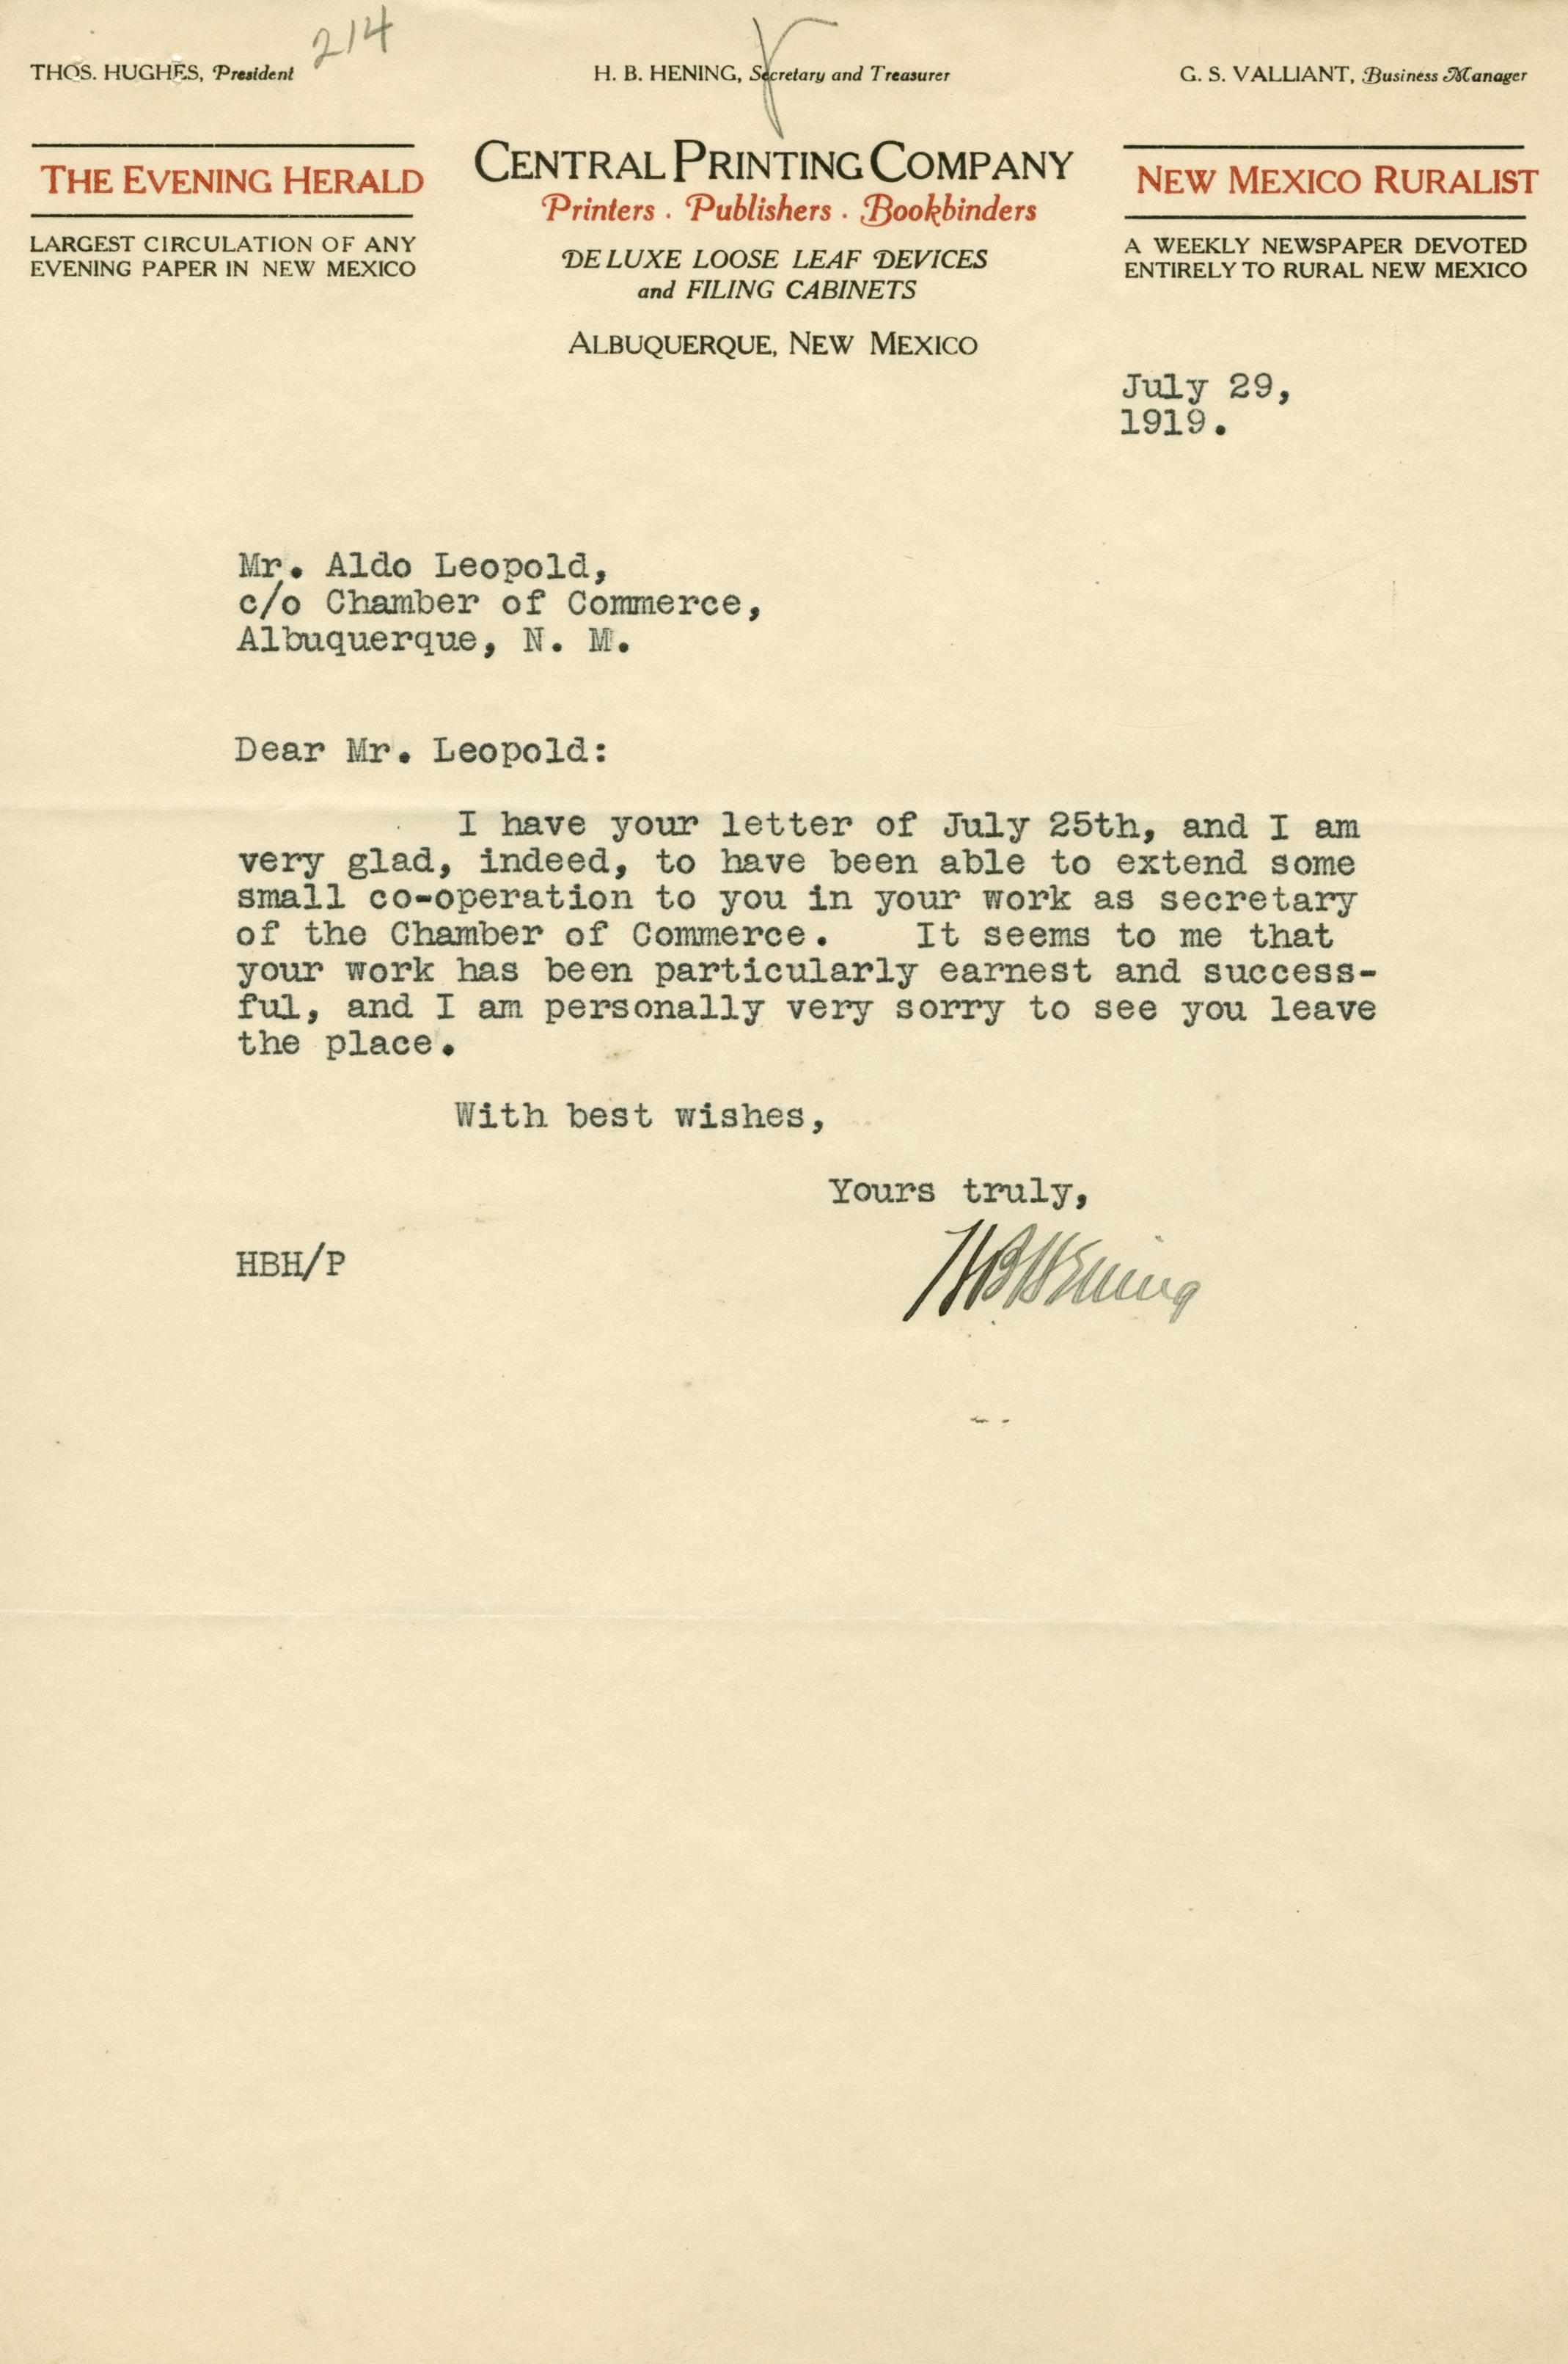 214
THOS. HUGHES, President
H. B. HENING, Secretary and Treasurer
G. S. VALLIANT, Business Manager
THE EVENING HERALD
LARGEST CIRCULATION OF ANY
EVENING PAPER IN NEW MEXICO
CENTRAL PRINTING COMPANY
Printers . Publishers . Bookbinders
DE LUXE LOOSE LEAF DEVICES
and FILING CABINETS
ALBUQUERQUE, NEW MEXICO
NEW MEXICO RURALIST
A WEEKLY NEWSPAPER DEVOTED
ENTIRELY TO RURAL NEW MEXICO
July 29,
1919.
Mr. Aldo Leopold,
c/o Chamber of Commerce,
Albuquerque, N. M.
Dear Mr. Leopold:
I have your letter of July 25th, and I am
very glad, indeed, to have been able to extend some
small co-operation to you in your work as secretary
of the Chamber of Commerce. It seems to me that
your work has been particularly earnest and success-
ful, and I am personally very sorry to see you leave
the place.
With best wishes,
Yours truly,
HBH/P
HBHening